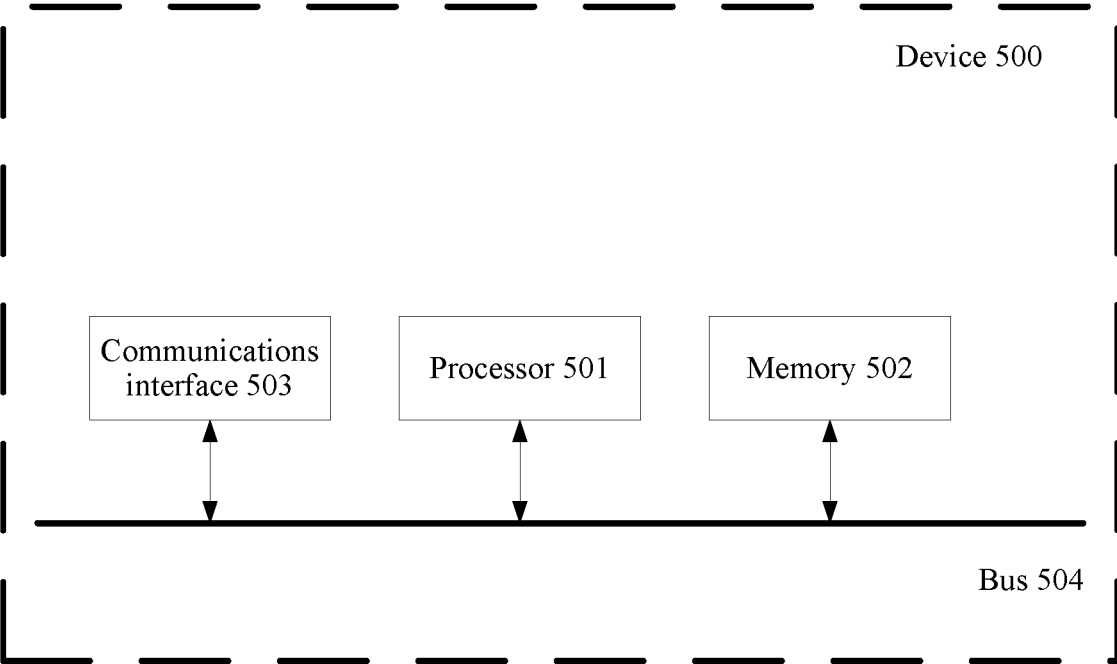 Device 500
Communications
interface 503
Processor 501
Memory 502
Bus 504